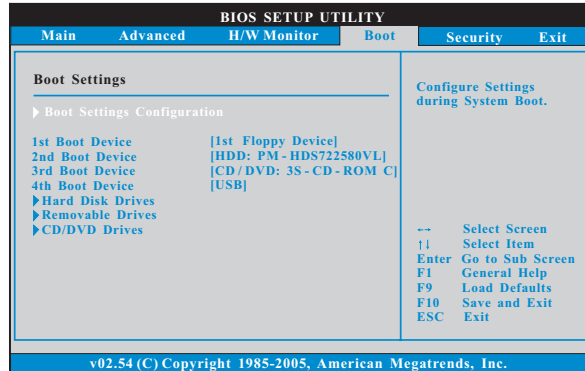 BIOS SETUP UTILITY
Main Advanced H/W Monitor Boot Security Exit
Boot Settings
Boot Settings Configuration
1st Boot Device [1st Floppy Device]
2nd Boot Device [HDD: PM-HDS722580VL]
3rd Boot Device [CD/DVD: 3S-CD-ROM C]
4th Boot Device [USB]
Hard Disk Drives
Removable Drives
CD/DVD Drives
Configure Settings
during System Boot.
←→ Select Screen
↑↓ Select Item
Enter Go to Sub Screen
F1 General Help
F9 Load Defaults
F10 Save and Exit
ESC Exit
v02.54 (C) Copyright 1985-2005, American Megatrends, Inc.